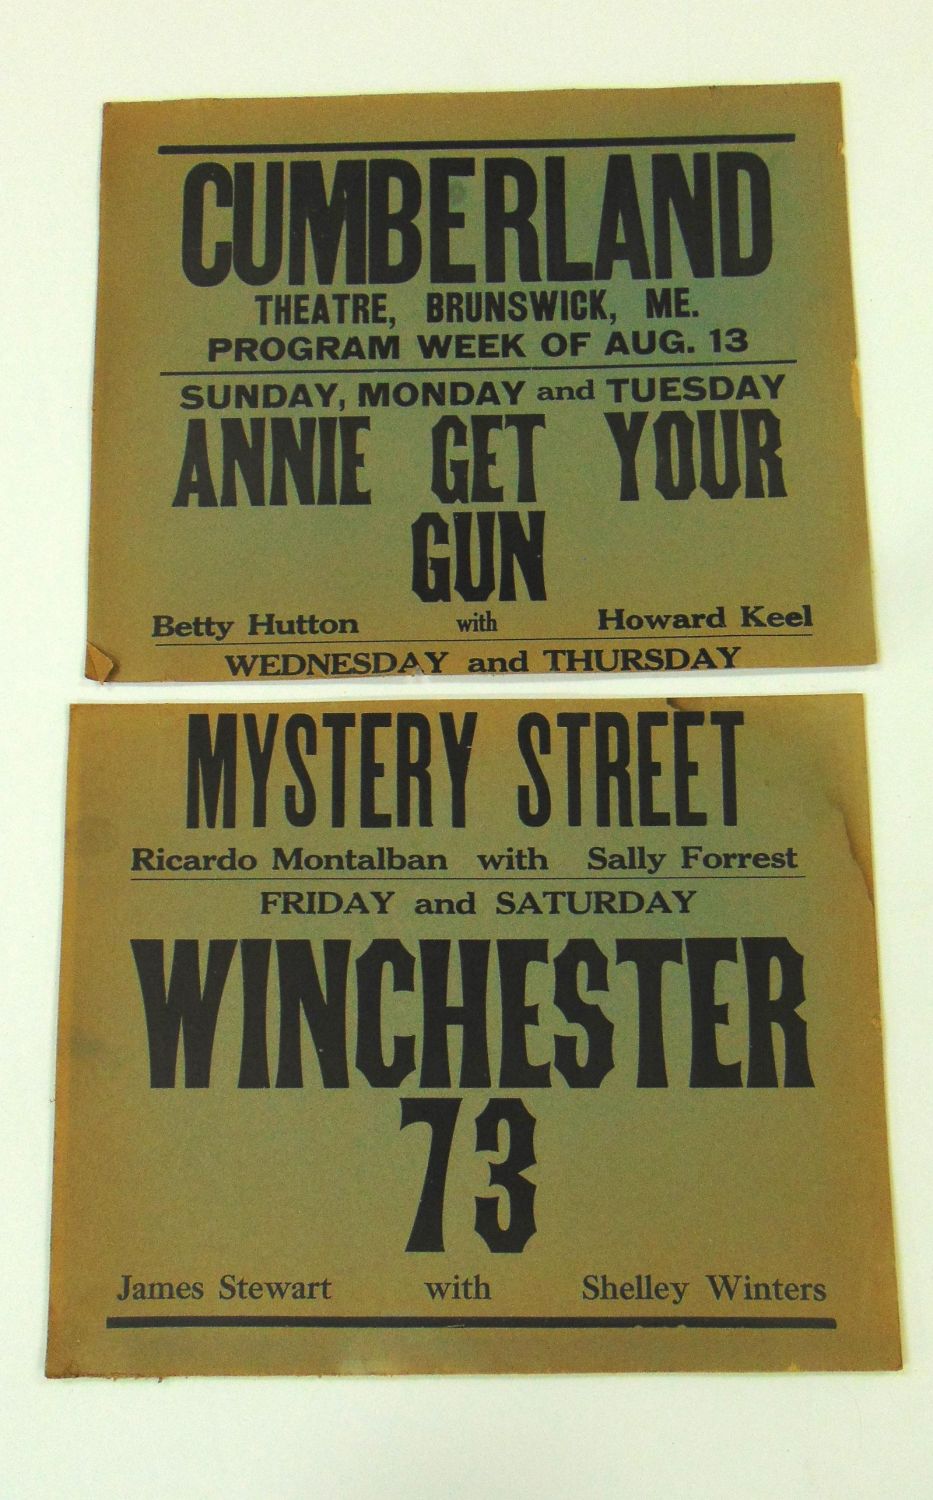 CUMBERLAND
THEATRE, BRUNSWICK, ME.
PROGRAM WEEK OF AUG. 13
SUNDAY, MONDAY and TUESDAY
ANNIE GET YOUR
GUN
Betty Hutton with Howard Keel
WEDNESDAY and THURSDAY
MYSTERY STREET
Ricardo Montalban with Sally Forrest
FRIDAY and SATURDAY
WINCHESTER
73
James Stewart with Shelley Winters